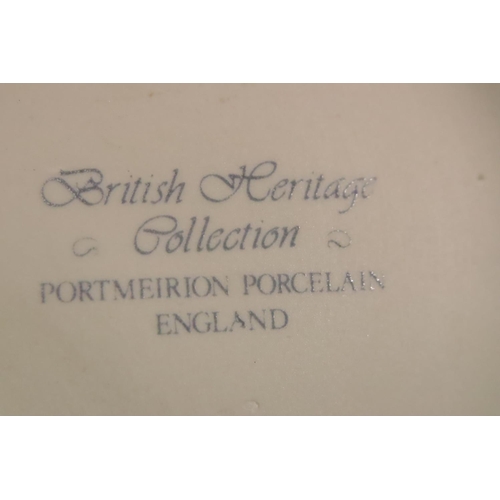 British Heritage
Collection
PORTMEIRION PORCELAIN
ENGLAND